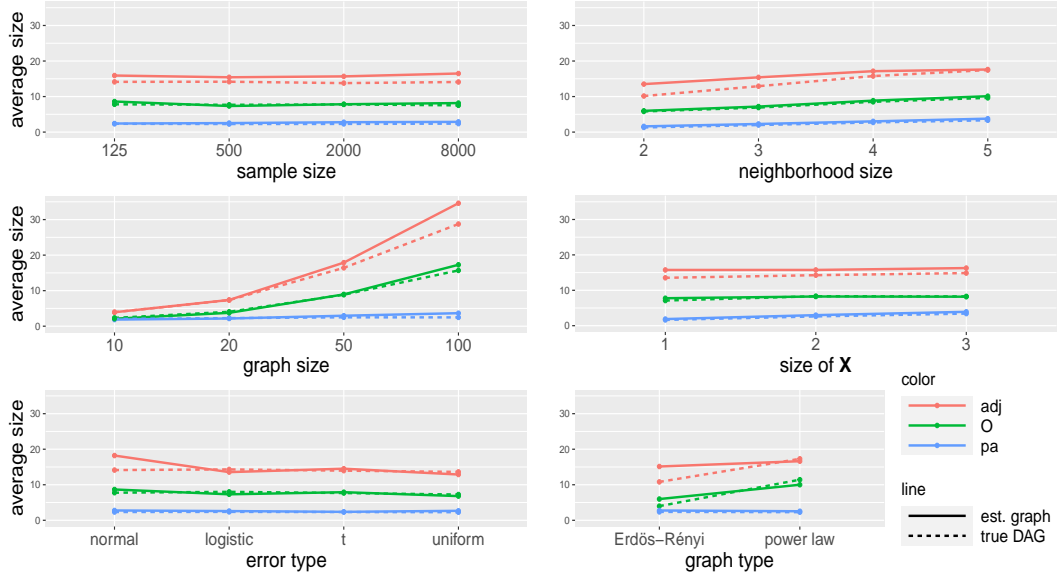 average size
30
20
10
0
125 500 2000 8000
sample size
30
20
10
0
2 3 4 5
neighborhood size
average size
30
20
10
0
10 20 50 100
graph size
30
20
10
0
1 2 3
size of X
average size
30
20
10
0
normal logistic t uniform
error type
30
20
10
0
Erdös−Rényi power law
graph type
color
adj
O
pa
line
est. graph
true DAG